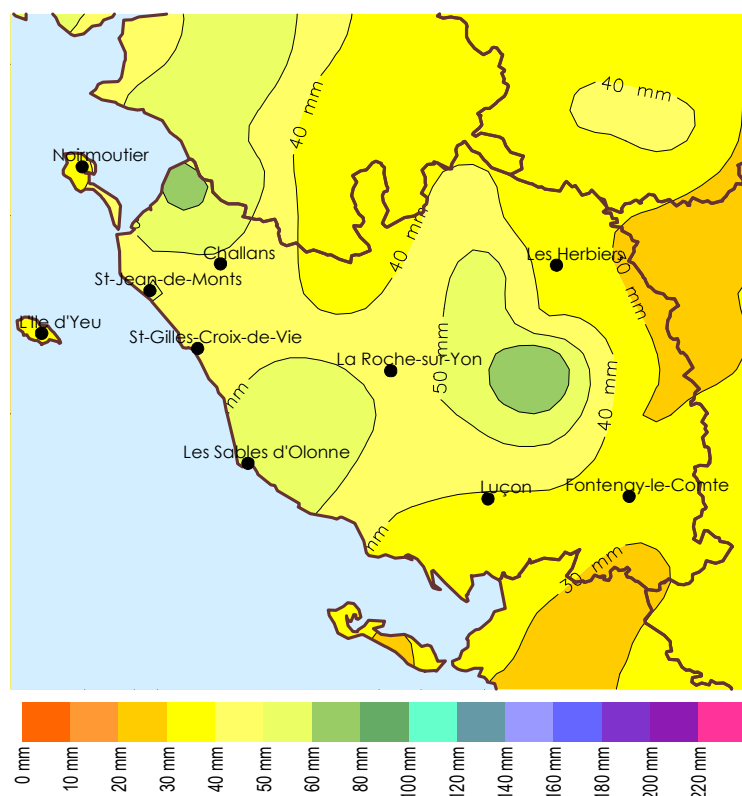 40 mm
40 mm
Noirmoutier
40 mm
Challans
Les Herbiers
St-Jean-de-Monts
30 mm
L'Ile d'Yeu
St-Gilles-Croix-de-Vie
La Roche-sur-Yon
50 mm
mm
40 mm
Les Sables d'Olonne
Luçon
Fontenay-le-Comte
mm
30 mm
0 mm
10 mm
20 mm
30 mm
40 mm
50 mm
60 mm
80 mm
100 mm
120 mm
140 mm
160 mm
180 mm
200 mm
220 mm